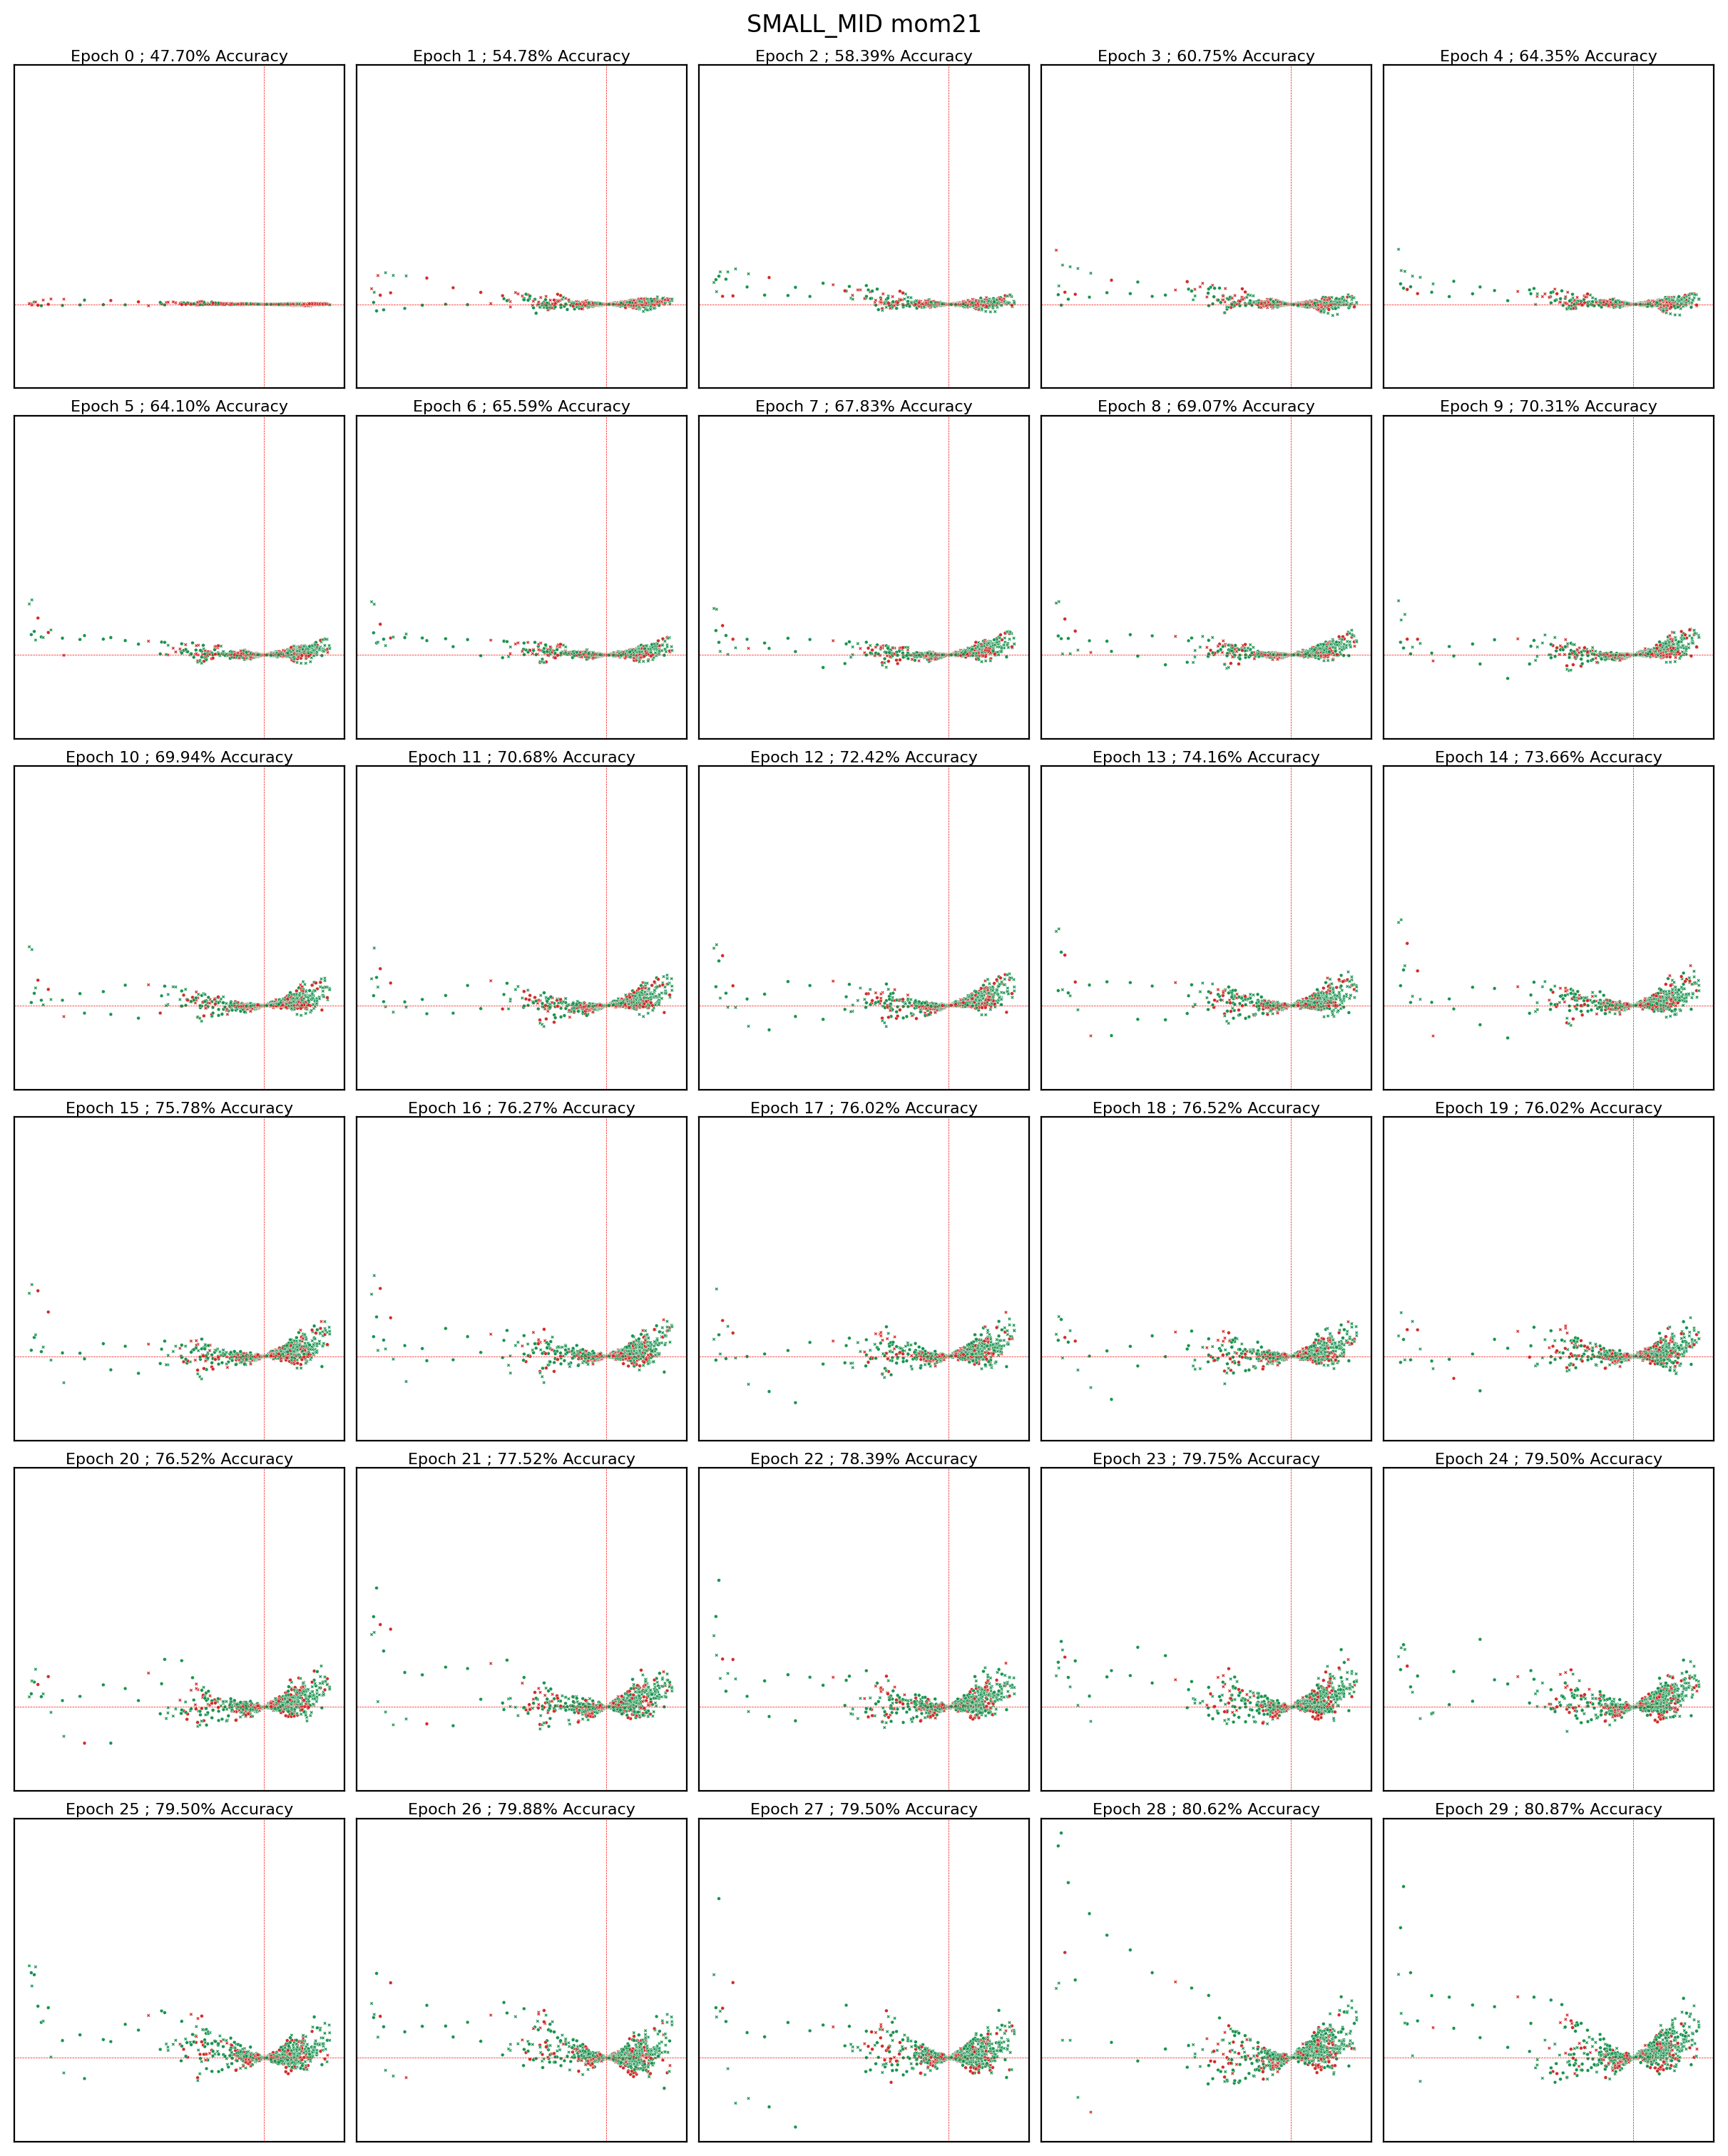 SMALL_MID mom21
Epoch 0 ; 47.70% Accuracy
Epoch 1 ; 54.78% Accuracy
Epoch 2 ; 58.39% Accuracy
Epoch 3 ; 60.75% Accuracy
Epoch 4 ; 64.35% Accuracy
Epoch 5 ; 64.10% Accuracy
Epoch 6 ; 65.59% Accuracy
Epoch 7 ; 67.83% Accuracy
Epoch 8 ; 69.07% Accuracy
Epoch 9 ; 70.31% Accuracy
Epoch 10 ; 69.94% Accuracy
Epoch 11 ; 70.68% Accuracy
Epoch 12 ; 72.42% Accuracy
Epoch 13 ; 74.16% Accuracy
Epoch 14 ; 73.66% Accuracy
Epoch 15 ; 75.78% Accuracy
Epoch 16 ; 76.27% Accuracy
Epoch 17 ; 76.02% Accuracy
Epoch 18 ; 76.52% Accuracy
Epoch 19 ; 76.02% Accuracy
Epoch 20 ; 76.52% Accuracy
Epoch 21 ; 77.52% Accuracy
Epoch 22 ; 78.39% Accuracy
Epoch 23 ; 79.75% Accuracy
Epoch 24 ; 79.50% Accuracy
Epoch 25 ; 79.50% Accuracy
Epoch 26 ; 79.88% Accuracy
Epoch 27 ; 79.50% Accuracy
Epoch 28 ; 80.62% Accuracy
Epoch 29 ; 80.87% Accuracy